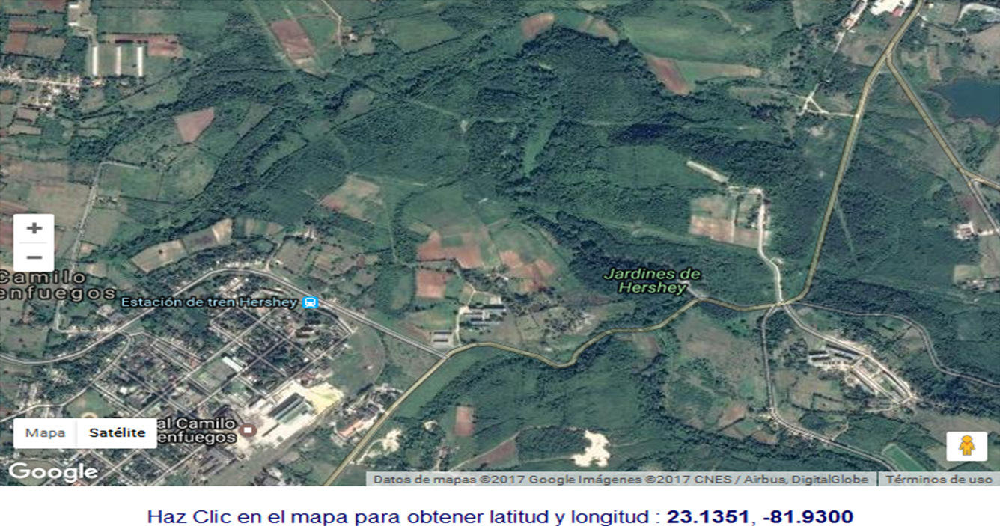 +
−
Camilo
enfuegos
Estación de tren Hershey
Jardines de
Hershey
al Camilo
enfuegos
Mapa
Satélite
Google
Datos de mapas ©2017 Google Imágenes ©2017 CNES / Airbus, DigitalGlobe
Términos de uso
Haz Clic en el mapa para obtener latitud y longitud : 23.1351, -81.9300